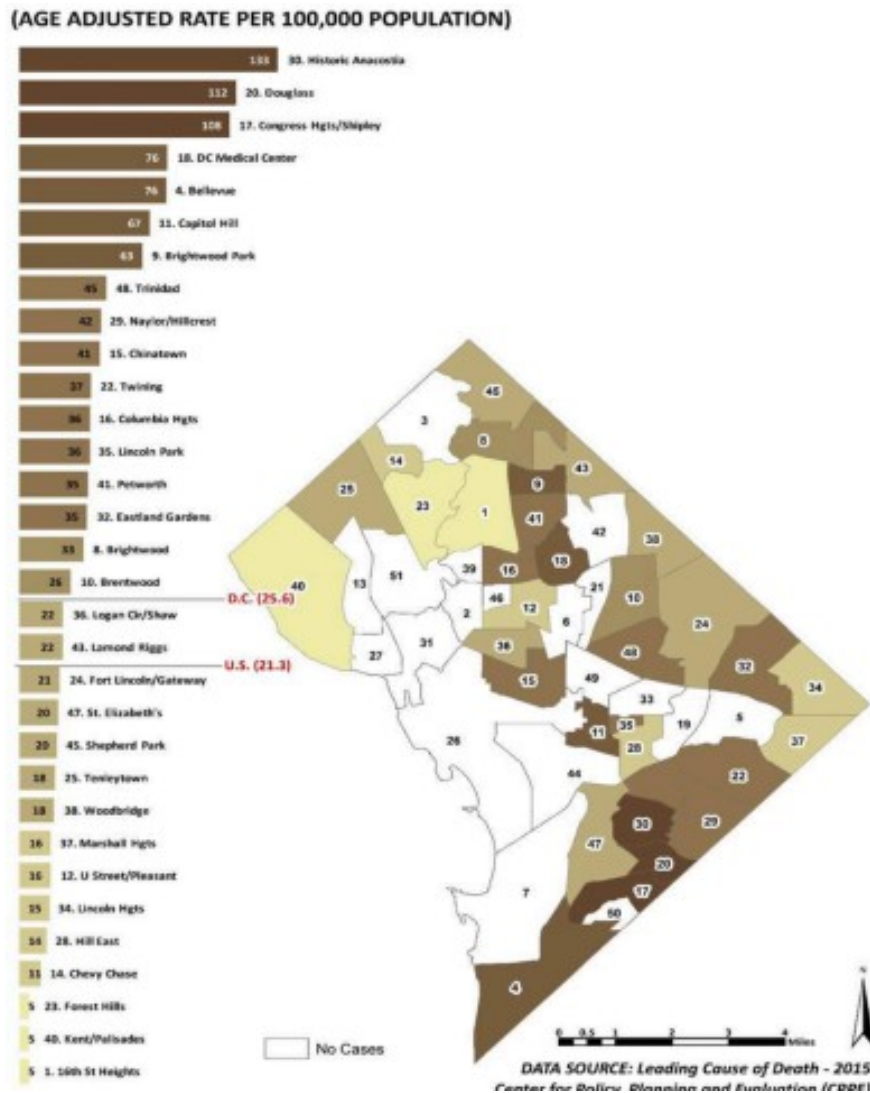 (AGE ADJUSTED RATE PER 100,000 POPULATION)
133 30. Historic Anacostia
112 20. Douglass
108 17. Congress Hgts/Shipley
76 18. DC Medical Center
76 4. Bellevue
67 11. Capitol Hill
63 9. Brightwood Park
45 48. Trinidad
42 29. Naylor/Hillcrest
41 15. Chinatown
37 22. Twining
36 16. Columbia Hgts
36 35. Lincoln Park
35 41. Petworth
35 32. Eastland Gardens
33 8. Brightwood
26 10. Brentwood
D.C. (25.6)
22 36. Logan Cir/Shaw
22 43. Lamond Riggs
U.S. (21.3)
21 24. Fort Lincoln/Gateway
20 47. St. Elizabeth's
20 45. Shepherd Park
18 25. Tenleytown
18 38. Woodbridge
16 37. Marshall Hgts
16 12. U Street/Pleasant
15 34. Lincoln Hgts
14 28. Hill East
11 14. Chevy Chase
5 23. Forest Hills
5 40. Kent/Palisades
5 1. 16th St Heights
45
3
8
14
43
25
9
23
1
41
42
38
18
39
16
51
40
13
21
46
10
12
2
6
24
31
36
48
27
32
15
49
34
33
35
5
11
19
26
28
37
44
22
30
29
47
20
17
7
50
4
N
No Cases
0 0.5 1 2 3 4
Miles
DATA SOURCE: Leading Cause of Death - 2015
Center for Policy, Planning and Evaluation (CPPE)